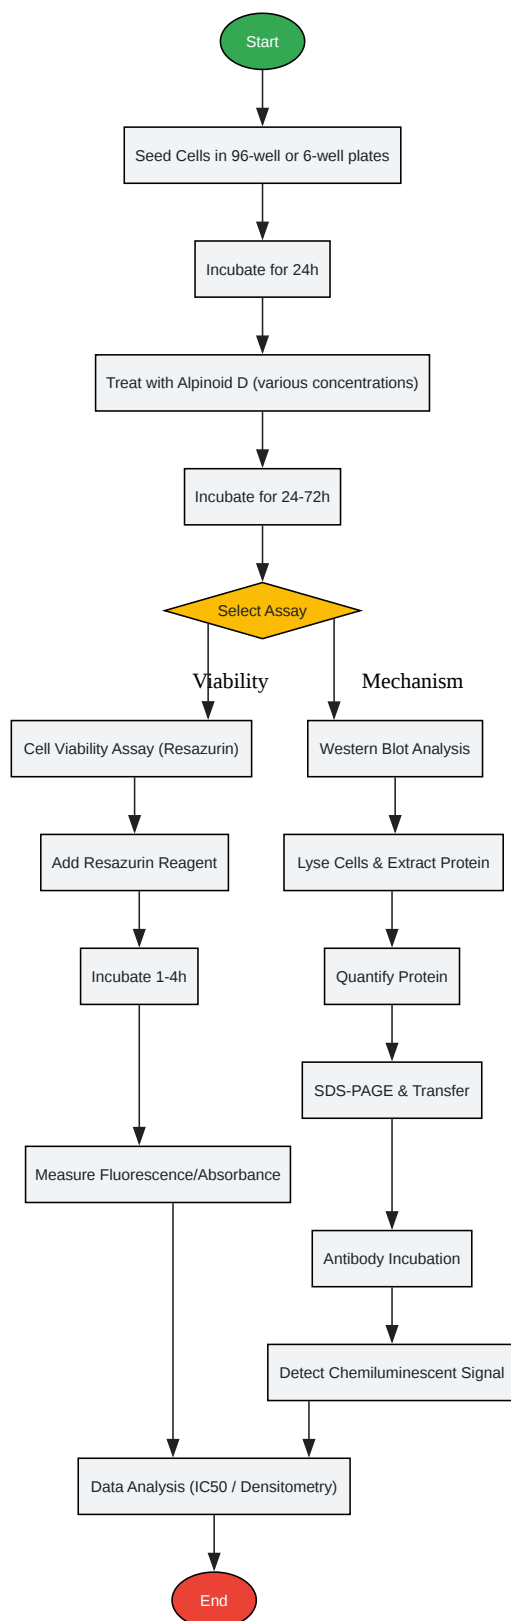 Start
Seed Cells in 96-well or 6-well plates
Incubate for 24h
Treat with Alpinoid D (various concentrations)
Incubate for 24-72h
Select Assay
Viability
Mechanism
Cell Viability Assay (Resazurin)
Western Blot Analysis
Add Resazurin Reagent
Lyse Cells & Extract Protein
Incubate 1-4h
Quantify Protein
SDS-PAGE & Transfer
Measure Fluorescence/Absorbance
Antibody Incubation
Detect Chemiluminescent Signal
Data Analysis (IC50 / Densitometry)
End